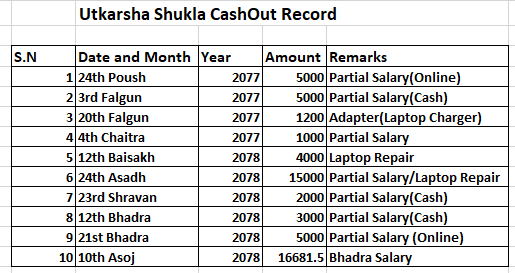 Utkarsha Shukla CashOut Record
S.N Date and Month Year Amount Remarks
1 24th Poush 2077 5000 Partial Salary(Online)
2 3rd Falgun 2077 5000 Partial Salary(Cash)
3 20th Falgun 2077 1200 Adapter(Laptop Charger)
4 4th Chaitra 2077 1000 Partial Salary
5 12th Baisakh 2078 4000 Laptop Repair
6 24th Asadh 2078 15000 Partial Salary/Laptop Repair
7 23rd Shravan 2078 2000 Partial Salary(Cash)
8 12th Bhadra 2078 3000 Partial Salary(Cash)
9 21st Bhadra 2078 5000 Partial Salary (Online)
10 10th Asoj 2078 16681.5 Bhadra Salary